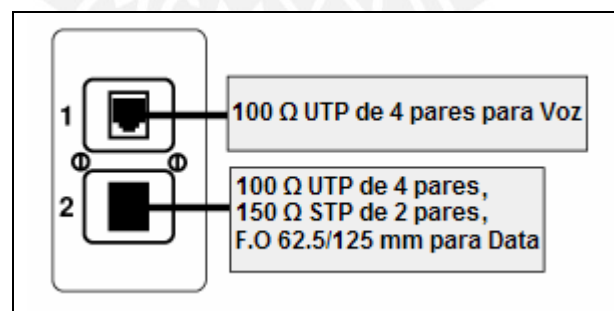 1
100 Ω UTP de 4 pares para Voz
2
100 Ω UTP de 4 pares,
150 Ω STP de 2 pares,
F.O 62.5/125 mm para Data